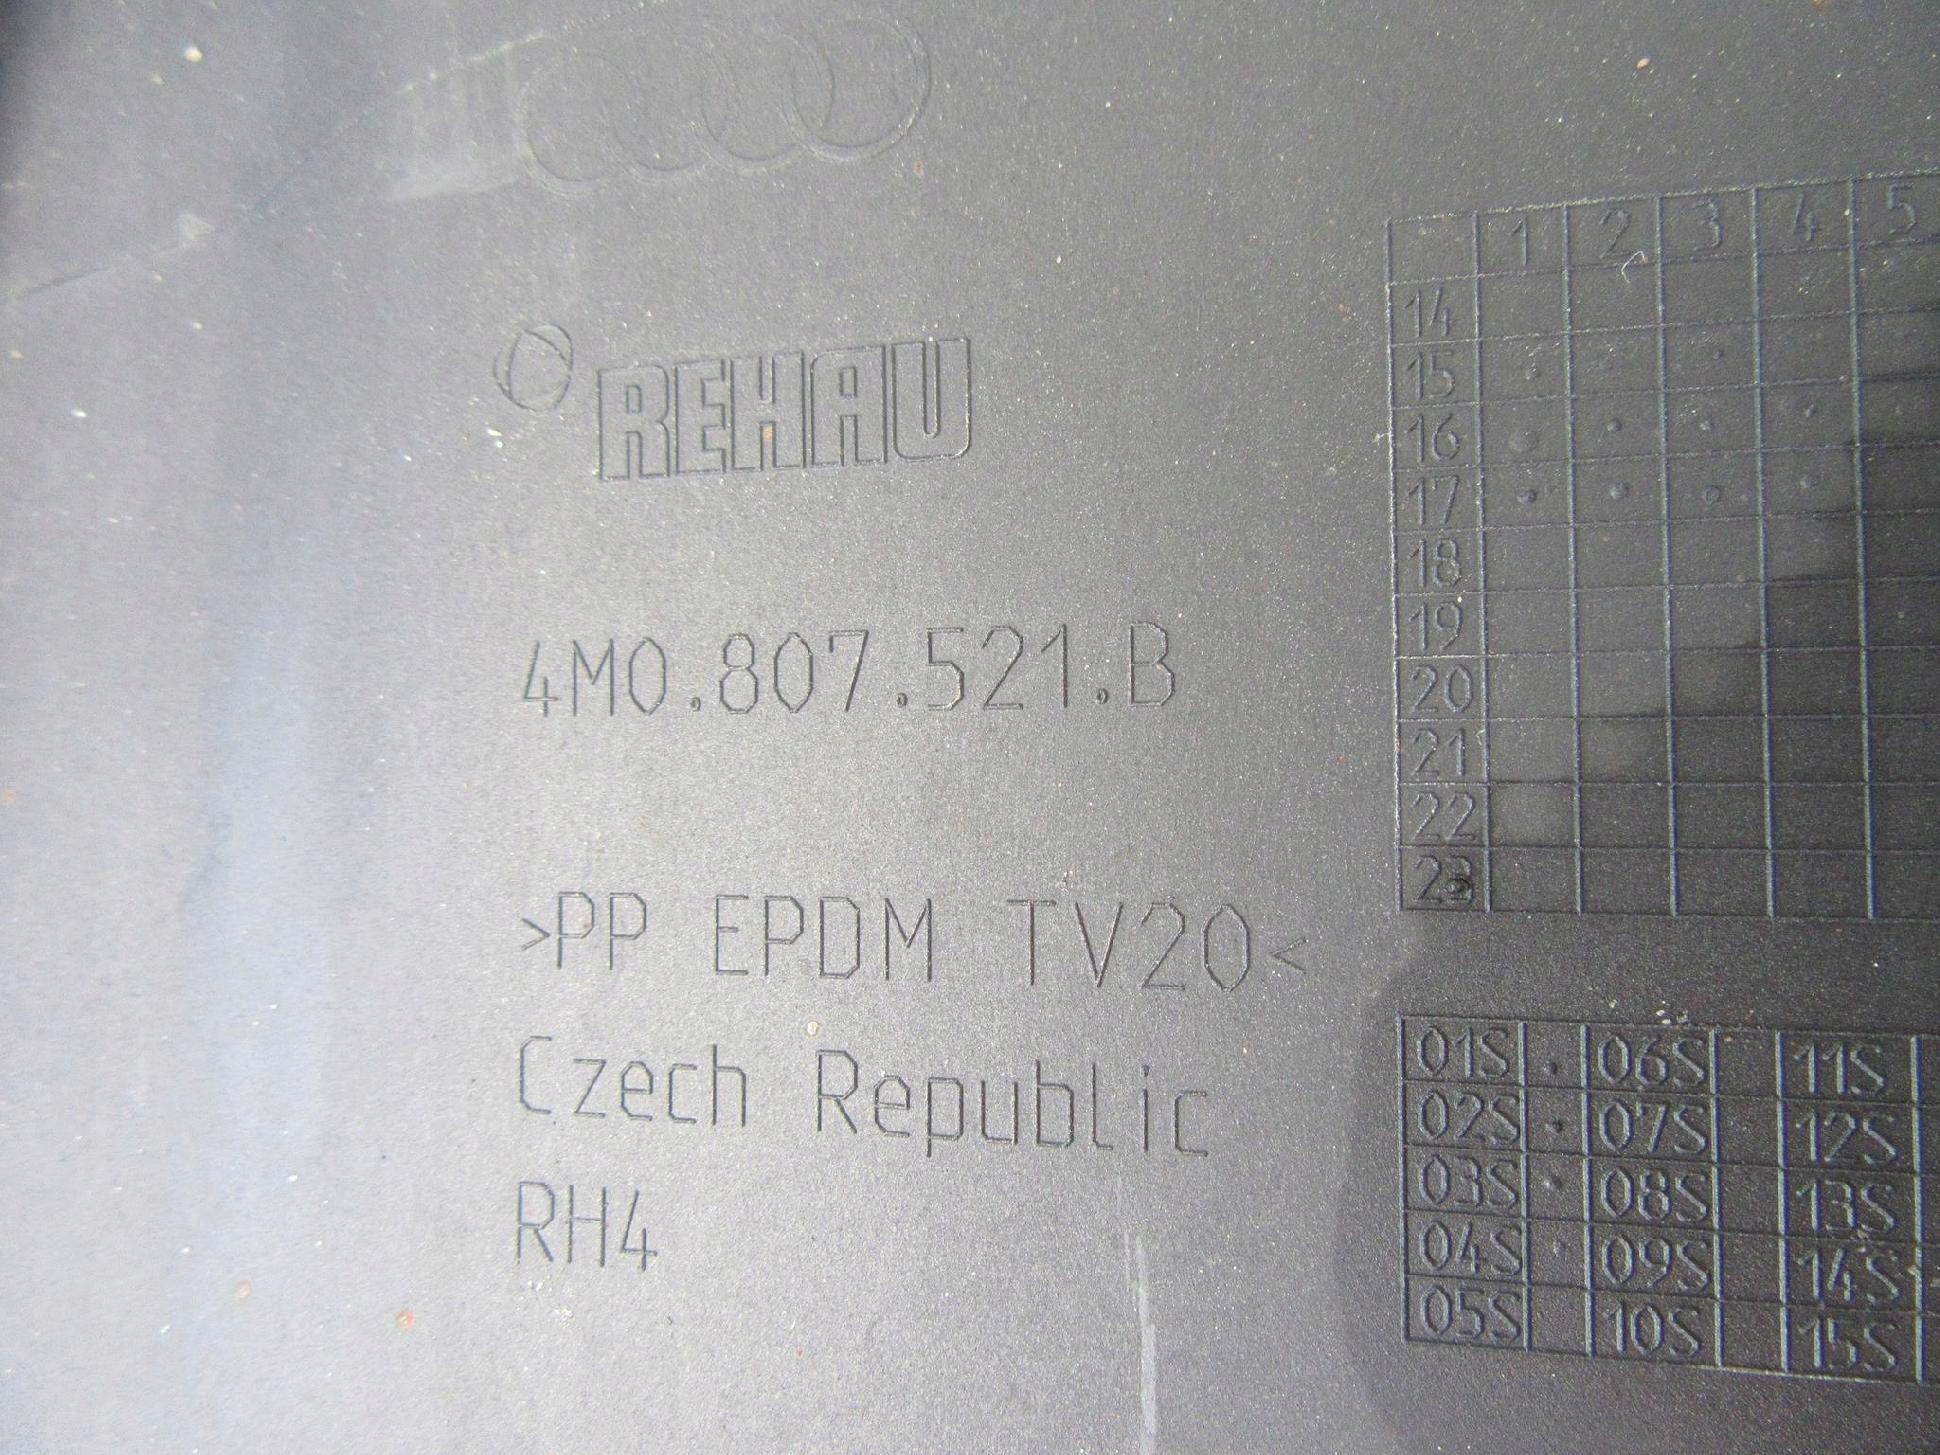 REHAU
4M0.807.521.B
>PP EPDM TV20<
Czech Republic
RH4
1 2 3 4 5
14
15
16
17
18
19
20
21
22
23
01S 06S 11S
02S 07S 12S
03S 08S 13S
04S 09S 14S
05S 10S 15S